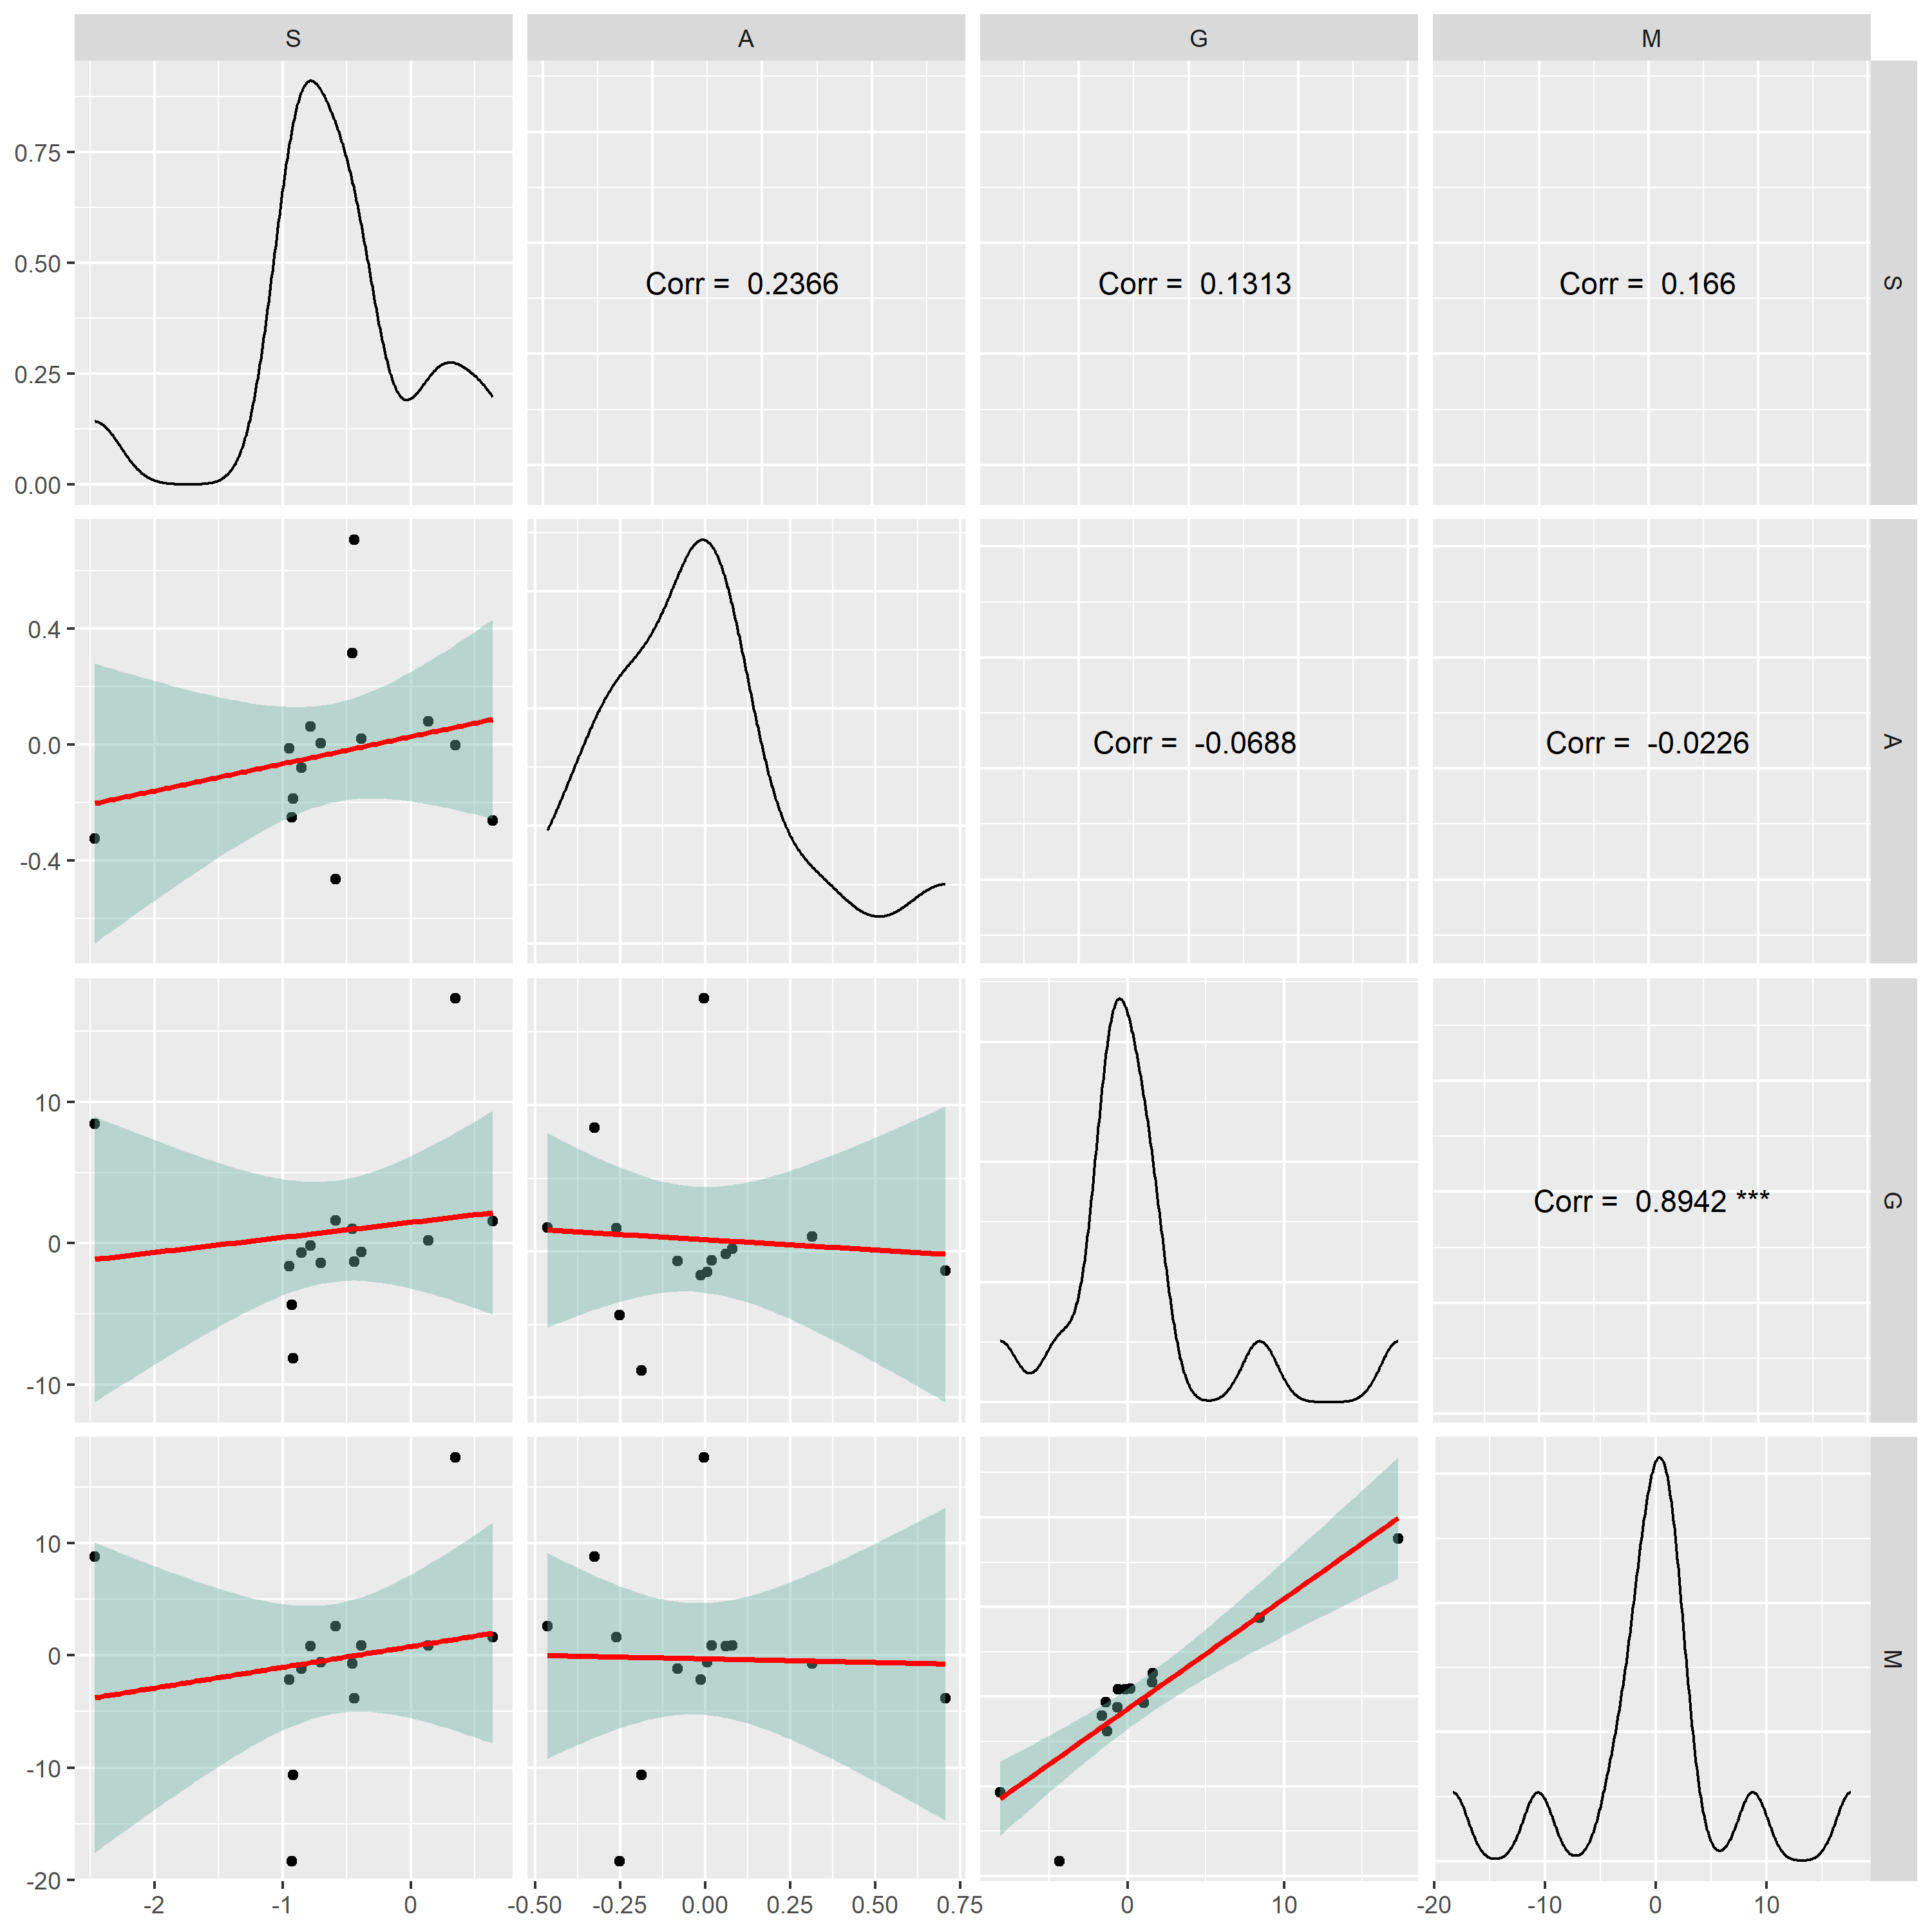 S A G M
0.75
0.50
0.25
0.00
Corr = 0.2366
Corr = 0.1313
Corr = 0.166
S
0.4
0.0
-0.4
Corr = -0.0688
Corr = -0.0226
A
10
0
-10
Corr = 0.8942 ***
G
10
0
-10
-20
M
-2 -1 0
-0.50 -0.25 0.00 0.25 0.50 0.75
0 10
-20 -10 0 10